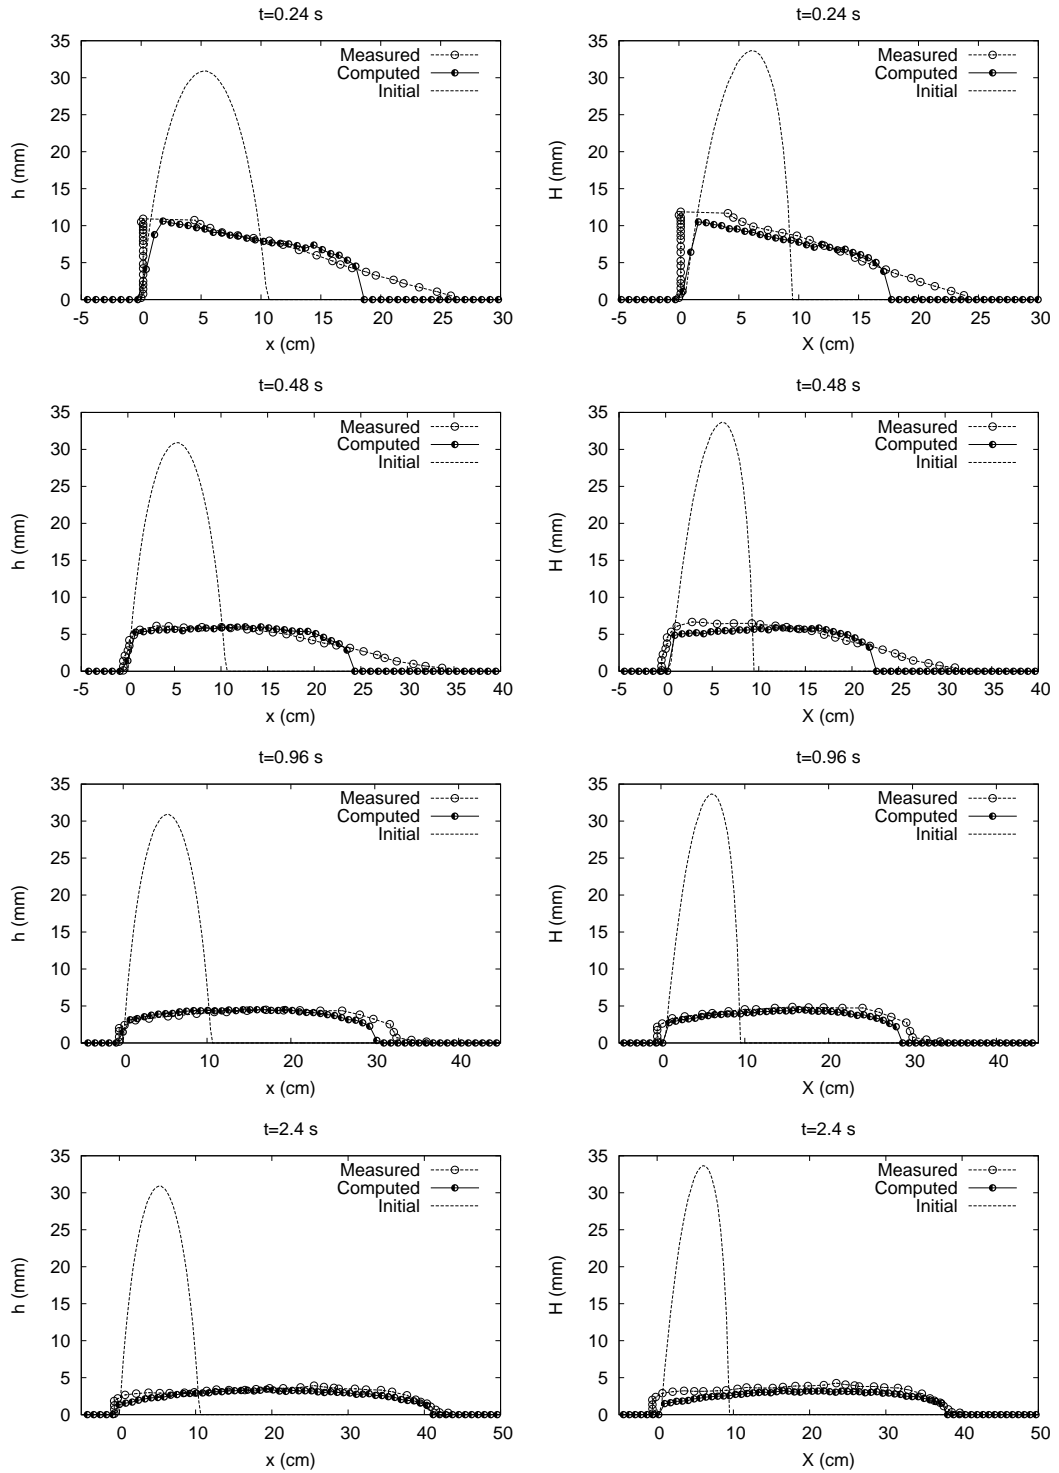 t=0.24 s
35
30
25
20
15
10
5
0
h (mm)
Measured
Computed
Initial
-5 0 5 10 15 20 25 30
x (cm)
t=0.24 s
35
30
25
20
15
10
5
0
H (mm)
Measured
Computed
Initial
-5 0 5 10 15 20 25 30
X (cm)
t=0.48 s
35
30
25
20
15
10
5
0
h (mm)
Measured
Computed
Initial
-5 0 5 10 15 20 25 30 35 40
x (cm)
t=0.48 s
35
30
25
20
15
10
5
0
H (mm)
Measured
Computed
Initial
-5 0 5 10 15 20 25 30 35 40
X (cm)
t=0.96 s
35
30
25
20
15
10
5
0
h (mm)
Measured
Computed
Initial
0 10 20 30 40
x (cm)
t=0.96 s
35
30
25
20
15
10
5
0
H (mm)
Measured
Computed
Initial
0 10 20 30 40
X (cm)
t=2.4 s
35
30
25
20
15
10
5
0
h (mm)
Measured
Computed
Initial
0 10 20 30 40 50
x (cm)
t=2.4 s
35
30
25
20
15
10
5
0
H (mm)
Measured
Computed
Initial
0 10 20 30 40 50
X (cm)